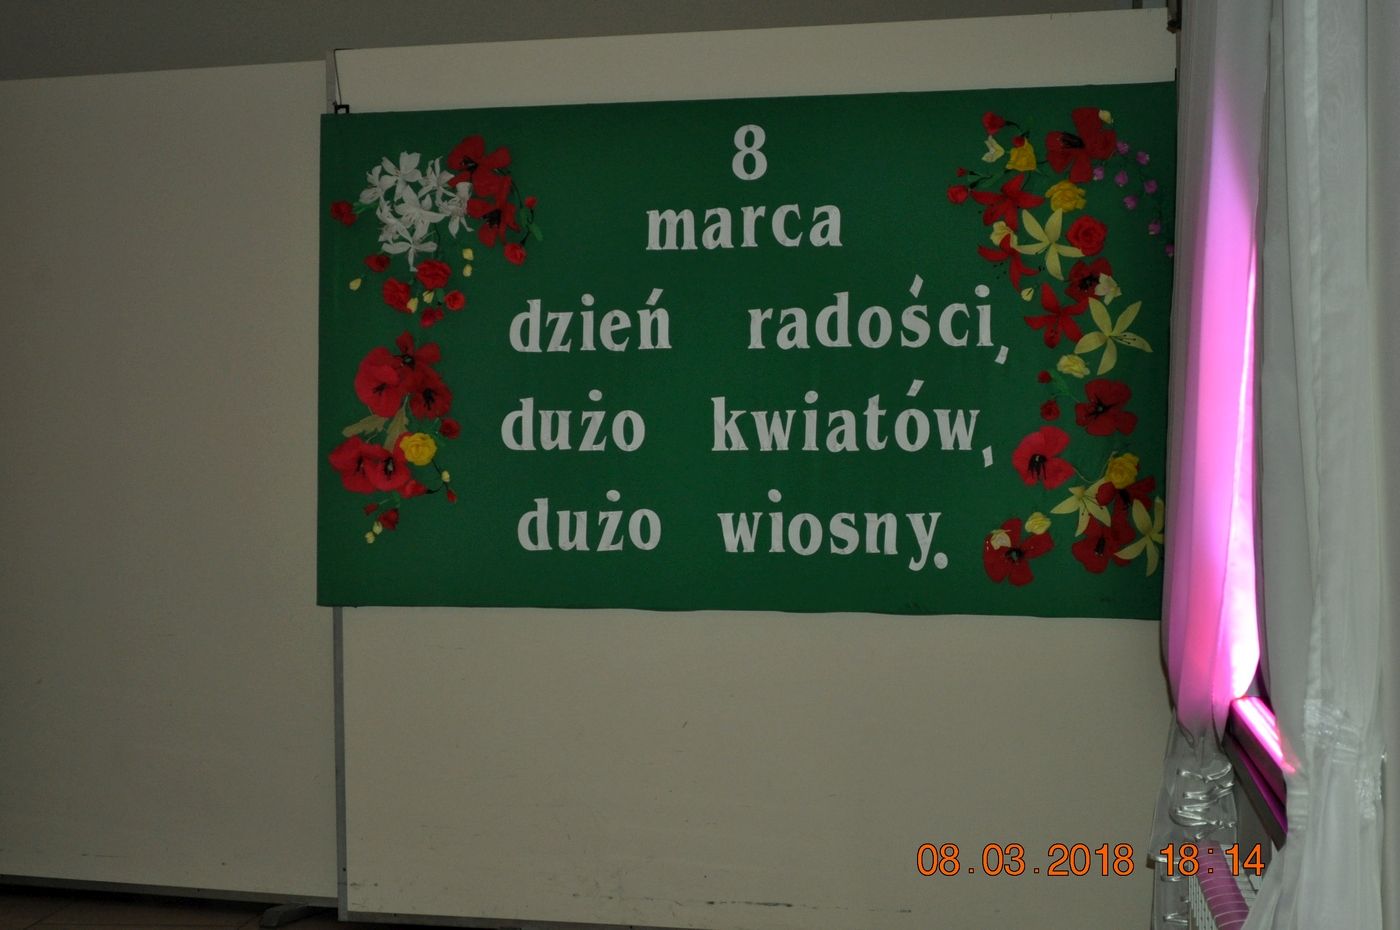 8
marca
dzień radości,
dużo kwiatów,
dużo wiosny.
08.03.2018 18:14